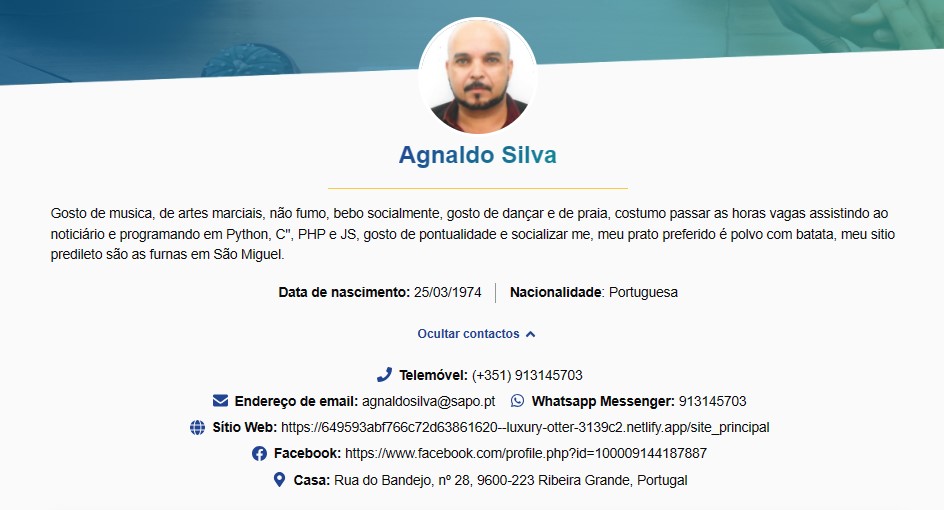 Agnaldo Silva
Gosto de musica, de artes marciais, não fumo, bebo socialmente, gosto de dançar e de praia, costumo passar as horas vagas assistindo ao
noticiário e programando em Python, C", PHP e JS, gosto de pontualidade e socializar me, meu prato preferido é polvo com batata, meu sitio
predileto são as furnas em São Miguel.
Data de nascimento: 25/03/1974 | Nacionalidade: Portuguesa
Ocultar contactos
Telemóvel: (+351) 913145703
Endereço de email: agnaldosilva@sapo.pt Whatsapp Messenger: 913145703
Sítio Web: https://649593abf766c72d63861620--luxury-otter-3139c2.netlify.app/site_principal
Facebook: https://www.facebook.com/profile.php?id=100009144187887
Casa: Rua do Bandejo, nº 28, 9600-223 Ribeira Grande, Portugal